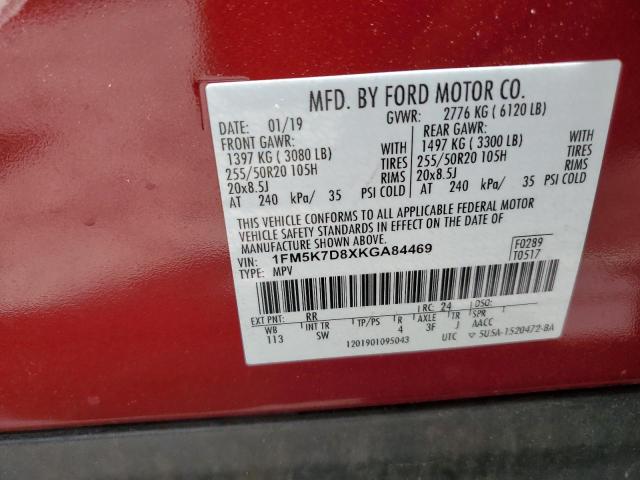 MFD. BY FORD MOTOR CO.
DATE: 01/19 GVWR: 2776 KG ( 6120 LB)
FRONT GAWR: REAR GAWR:
1397 KG ( 3080 LB) WITH 1497 KG ( 3300 LB) WITH
255/50R20 105H TIRES 255/50R20 105H TIRES
20x8.5J RIMS 20x8.5J RIMS
AT 240 kPa/ 35 PSI COLD AT 240 kPa/ 35 PSI COLD
THIS VEHICLE CONFORMS TO ALL APPLICABLE FEDERAL MOTOR
VEHICLE SAFETY STANDARDS IN EFFECT ON THE DATE OF
MANUFACTURE SHOWN ABOVE.
VIN: 1FM5K7D8XKGA84469 F0289
TYPE: MPV T0517
EXT PNT: RR RC: 24 DSO:
WB INT TR TP/PS R AXLE TR SPR
113 SW 4 3F J AACC
1201901095043 UTC ▽ 5U5A-1520472-BA